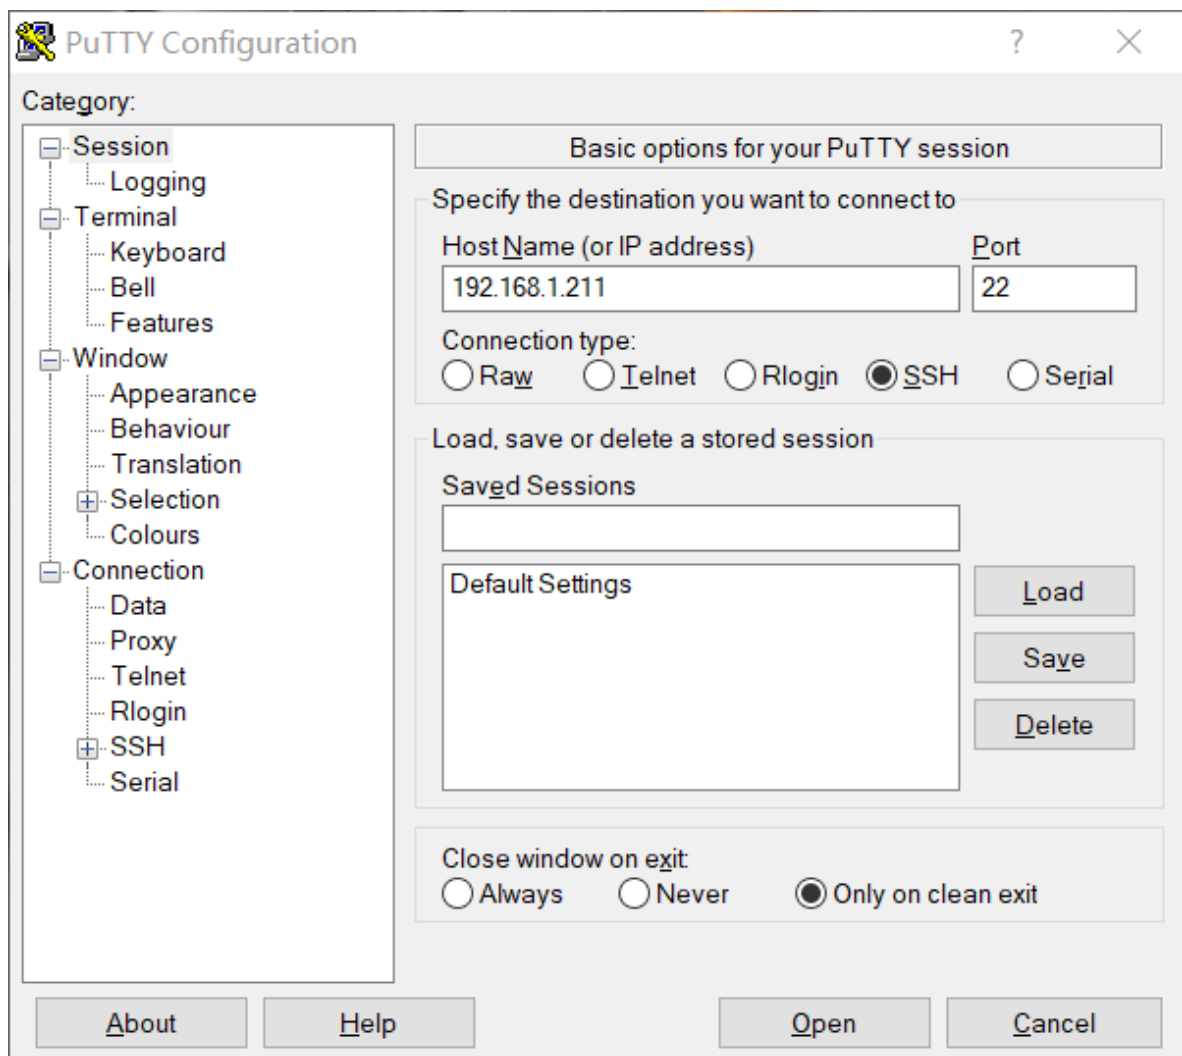 PuTTY Configuration
?
Category:
Session
Logging
Terminal
Keyboard
Bell
Features
Window
Appearance
Behaviour
Translation
Selection
Colours
Connection
Data
Proxy
Telnet
Rlogin
SSH
Serial
Basic options for your PuTTY session
Specify the destination you want to connect to
Host Name (or IP address) Port
192.168.1.211 22
Connection type:
Raw Telnet Rlogin SSH Serial
Load, save or delete a stored session
Saved Sessions
Default Settings
Load
Save
Delete
Close window on exit:
Always Never Only on clean exit
About Help Open Cancel